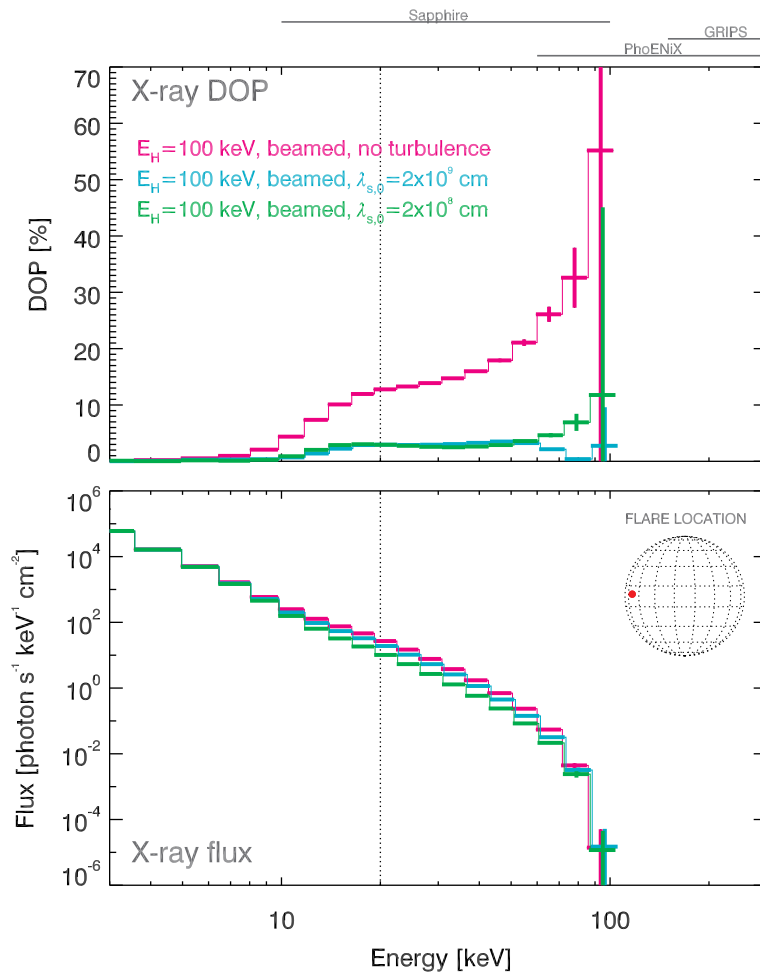 Sapphire
GRIPS
PhoENiX
X-ray DOP
E_H=100 keV, beamed, no turbulence
E_H=100 keV, beamed, λ_s,0=2x10^9 cm
E_H=100 keV, beamed, λ_s,0=2x10^8 cm
DOP [%]
70
60
50
40
30
20
10
0
FLARE LOCATION
Flux [photon s^-1 keV^-1 cm^-2]
10^6
10^4
10^2
10^0
10^-2
10^-4
10^-6
X-ray flux
10
100
Energy [keV]